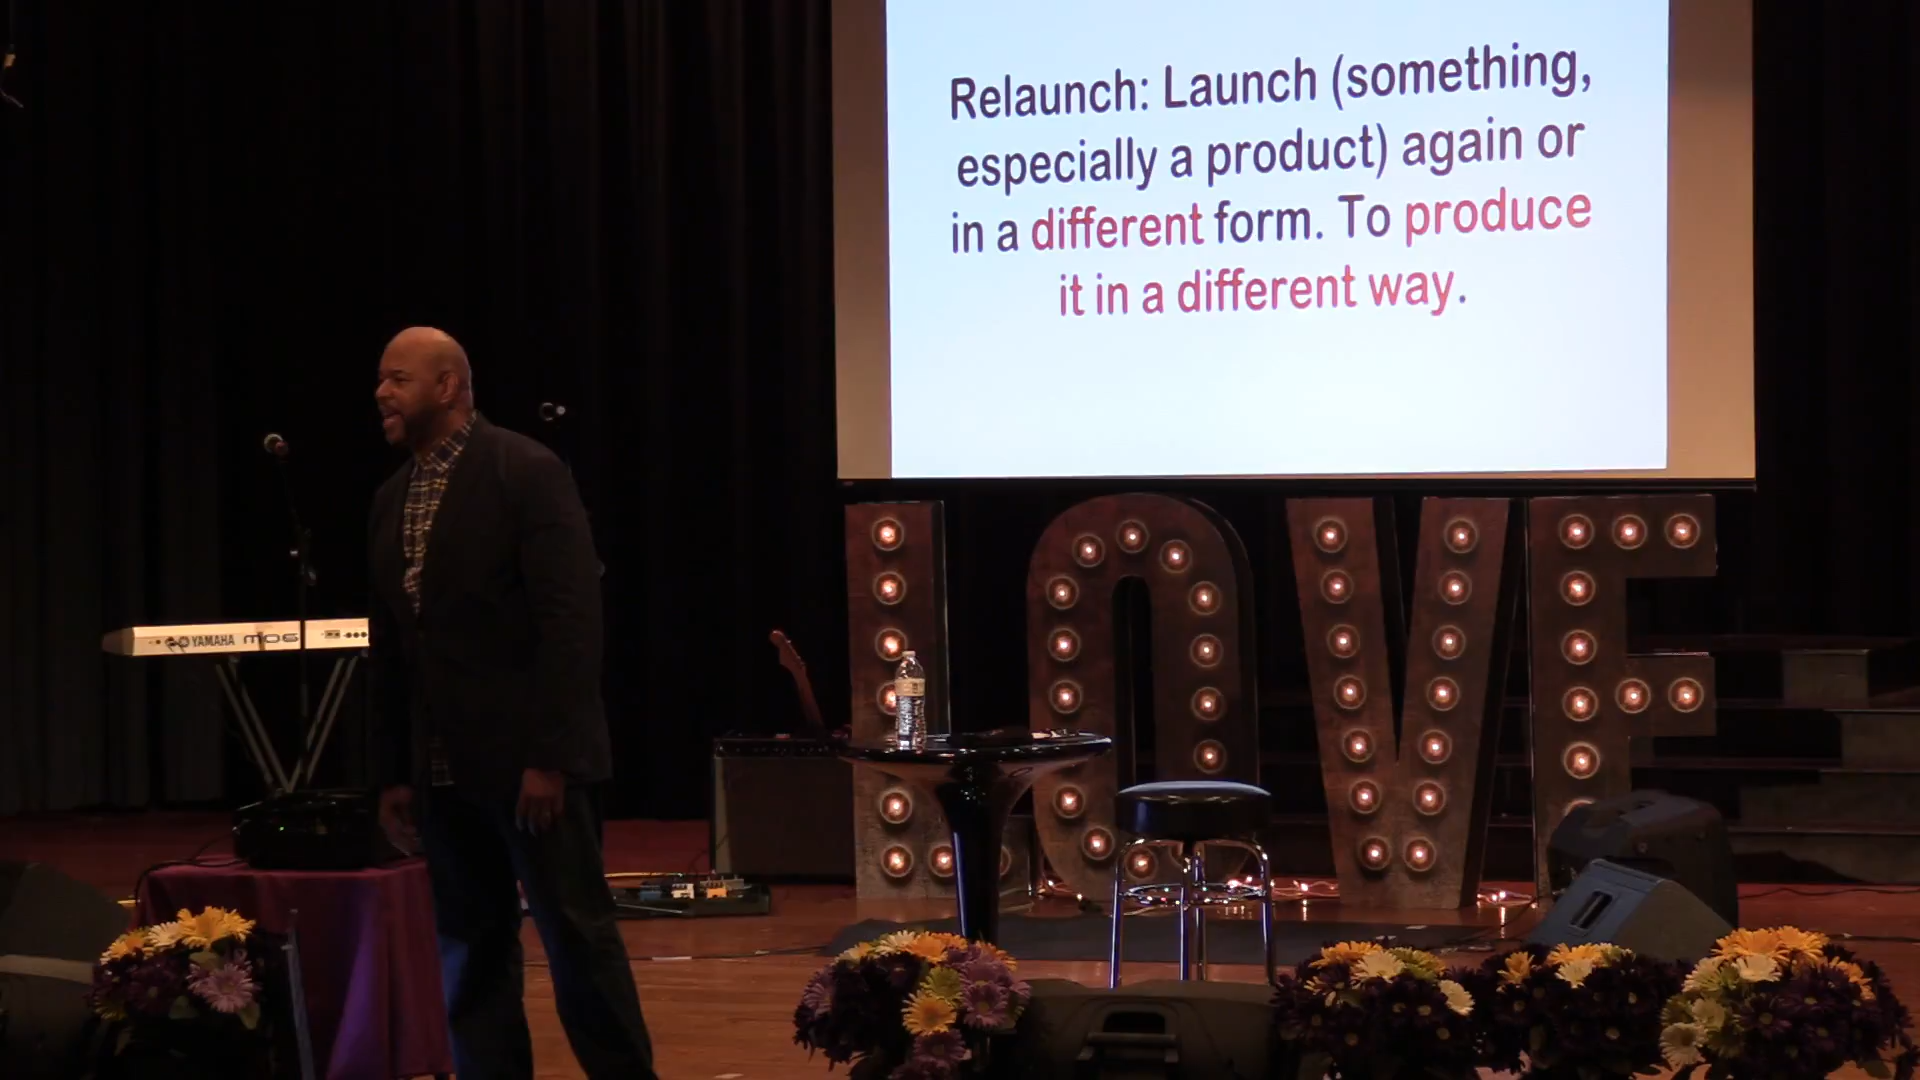 Relaunch: Launch (something,
especially a product) again or
in a different form. To produce
it in a different way.
YAMAHA MO6
LOVE